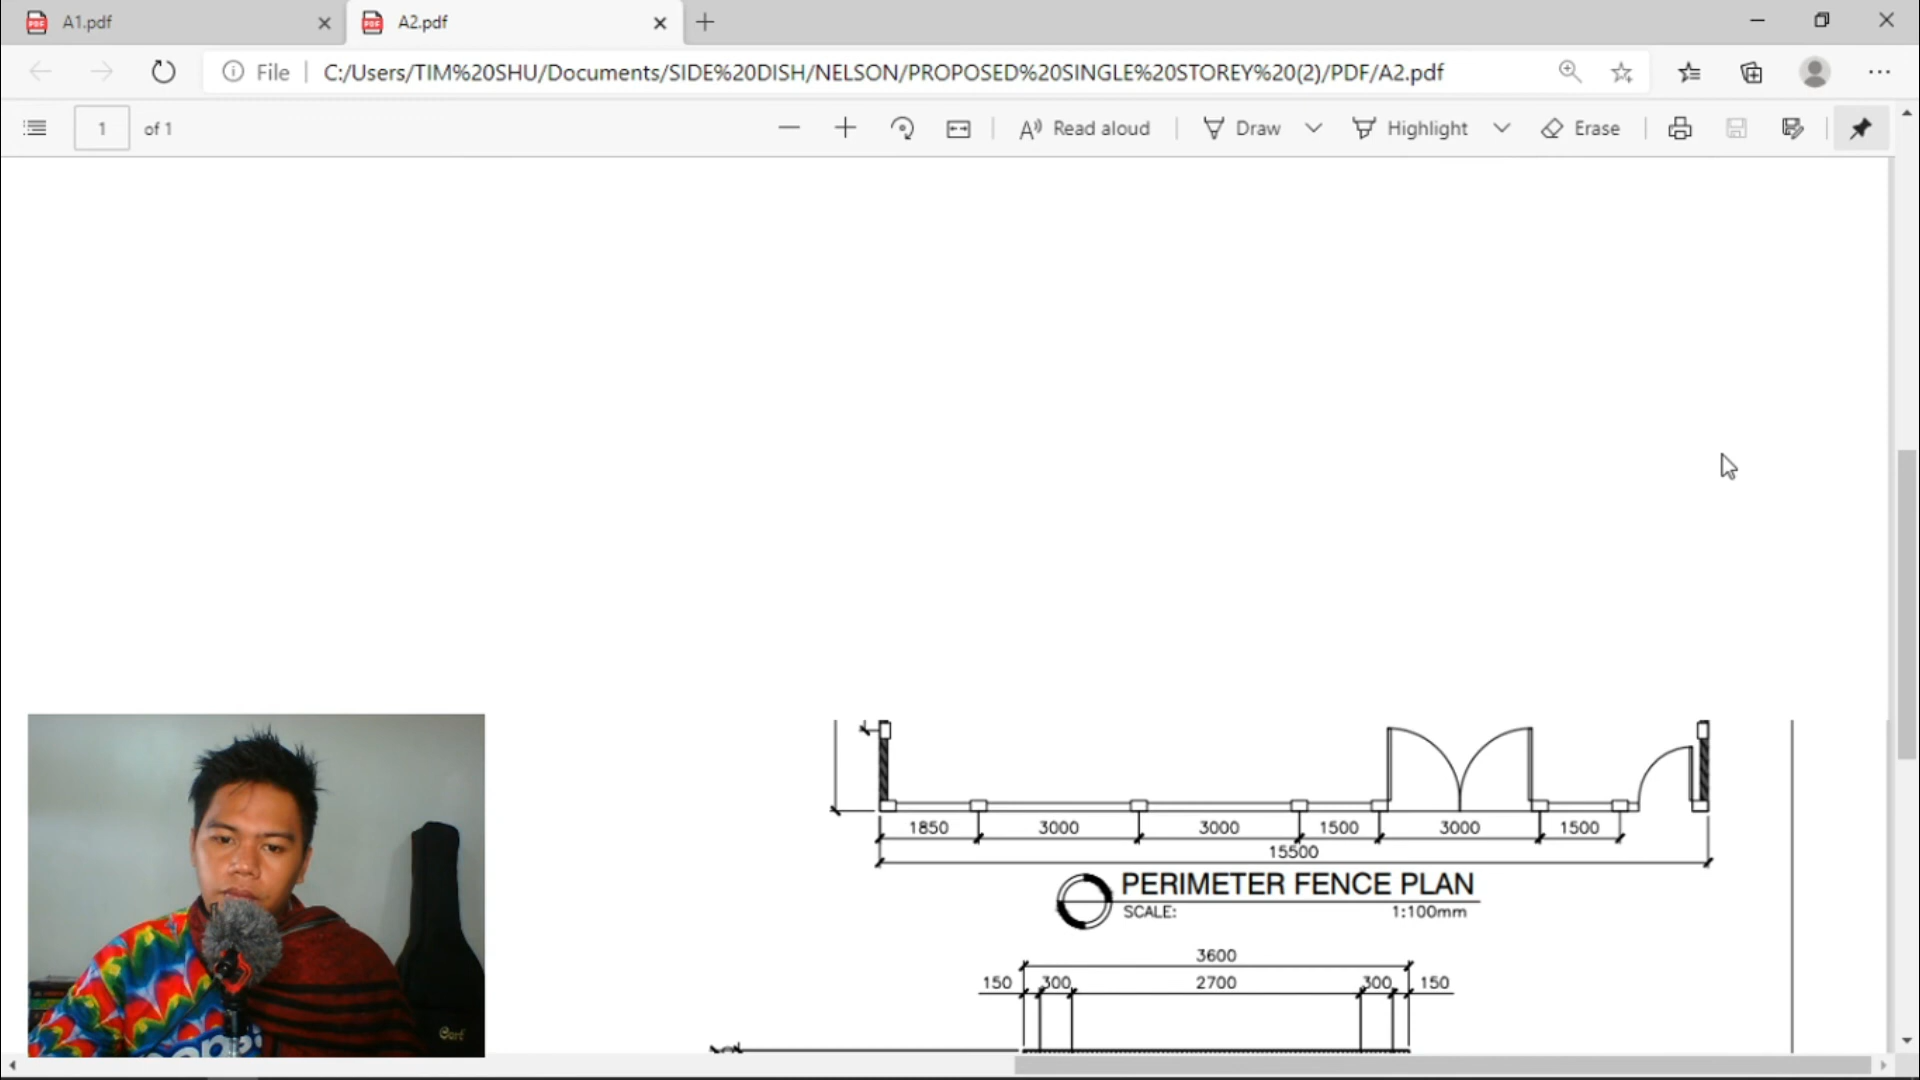 A1.pdf
A2.pdf
File C:/Users/TIM%20SHU/Documents/SIDE%20DISH/NELSON/PROPOSED%20SINGLE%20STOREY%20(2)/PDF/A2.pdf
1 of 1 Read aloud Draw Highlight Erase
1850 3000 3000 1500 3000 1500
15500
PERIMETER FENCE PLAN
SCALE: 1:100mm
3600
150 300 2700 300 150